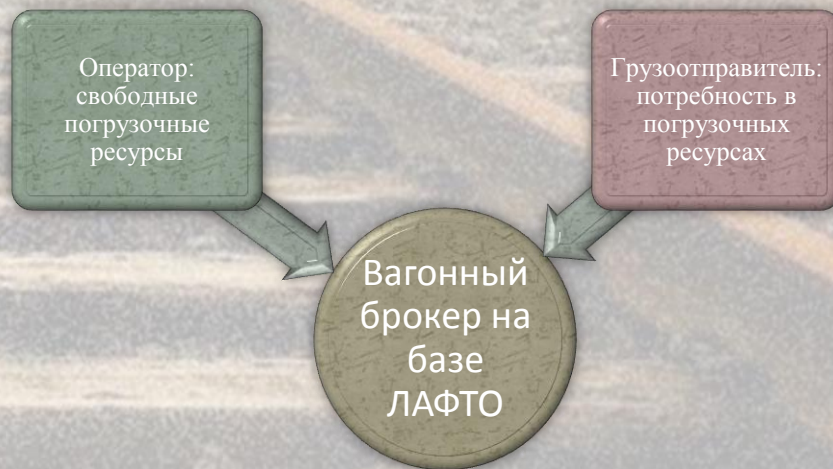 Оператор:
свободные
погрузочные
ресурсы
Грузоотправитель:
потребность в
погрузочных
ресурсах
Вагонный
брокер на
базе
ЛАФТО